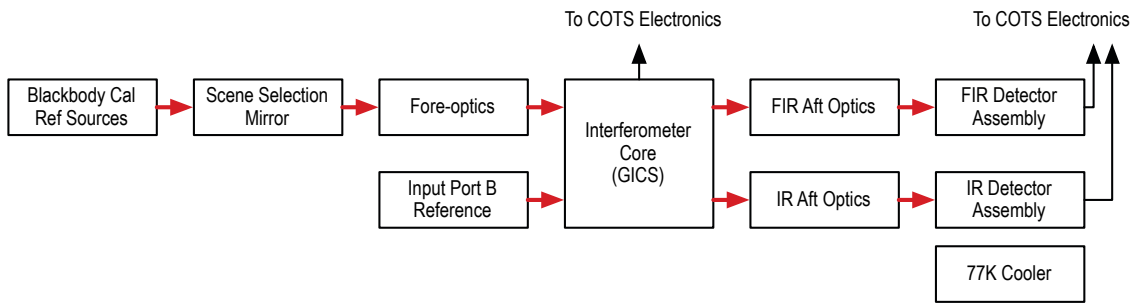 To COTS Electronics
To COTS Electronics
Blackbody Cal
Ref Sources
Scene Selection
Mirror
Fore-optics
Interferometer
Core
(GICS)
FIR Aft Optics
FIR Detector
Assembly
Input Port B
Reference
IR Aft Optics
IR Detector
Assembly
77K Cooler